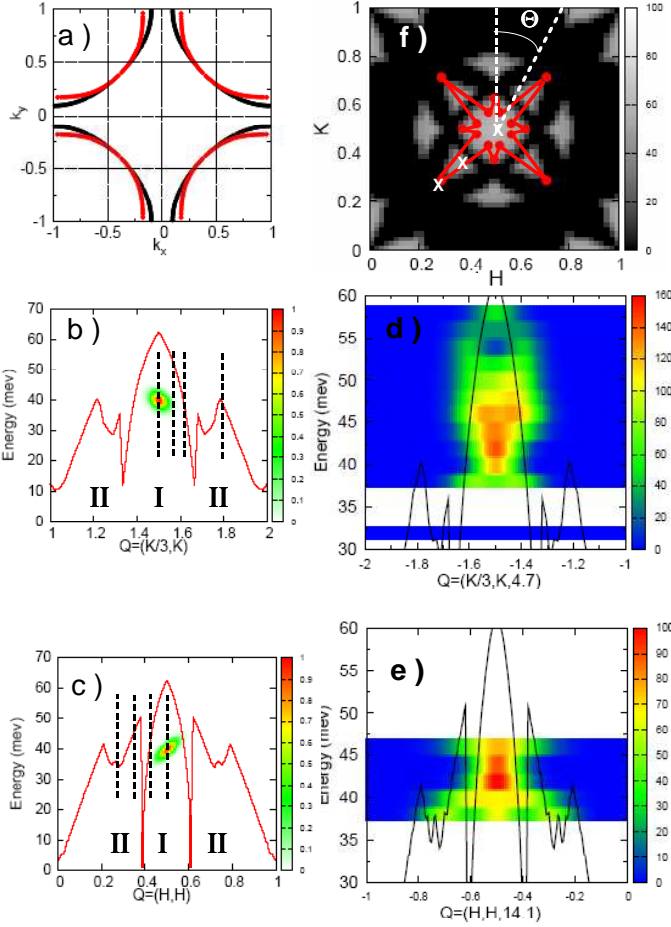 a )
1
0.5
0
-0.5
-1
-1 -0.5 0 0.5 1
k_y
k_x
f )
Θ
1
0.8
0.6
0.4
0.2
0
0 0.2 0.4 0.6 0.8 1
K
H
x
x
x
100
80
60
40
20
0
b )
70
60
50
40
30
20
10
0
Energy (mev)
II I II
1 1.2 1.4 1.6 1.8 2
Q=(K/3,K)
1
0.9
0.8
0.7
0.6
0.5
0.4
0.3
0.2
0.1
0
d )
60
55
50
45
40
35
30
Energy (mev)
-2 -1.8 -1.6 -1.4 -1.2 -1
Q=(K/3,K,4.7)
160
140
120
100
80
60
40
20
0
c )
70
60
50
40
30
20
10
0
Energy (mev)
II I II
0 0.2 0.4 0.6 0.8 1
Q=(H,H)
1
0.9
0.8
0.7
0.6
0.5
0.4
0.3
0.2
0.1
0
e )
60
55
50
45
40
35
30
Energy (mev)
-1 -0.8 -0.6 -0.4 -0.2 0
Q=(H,H,14.1)
100
90
80
70
60
50
40
30
20
10
0